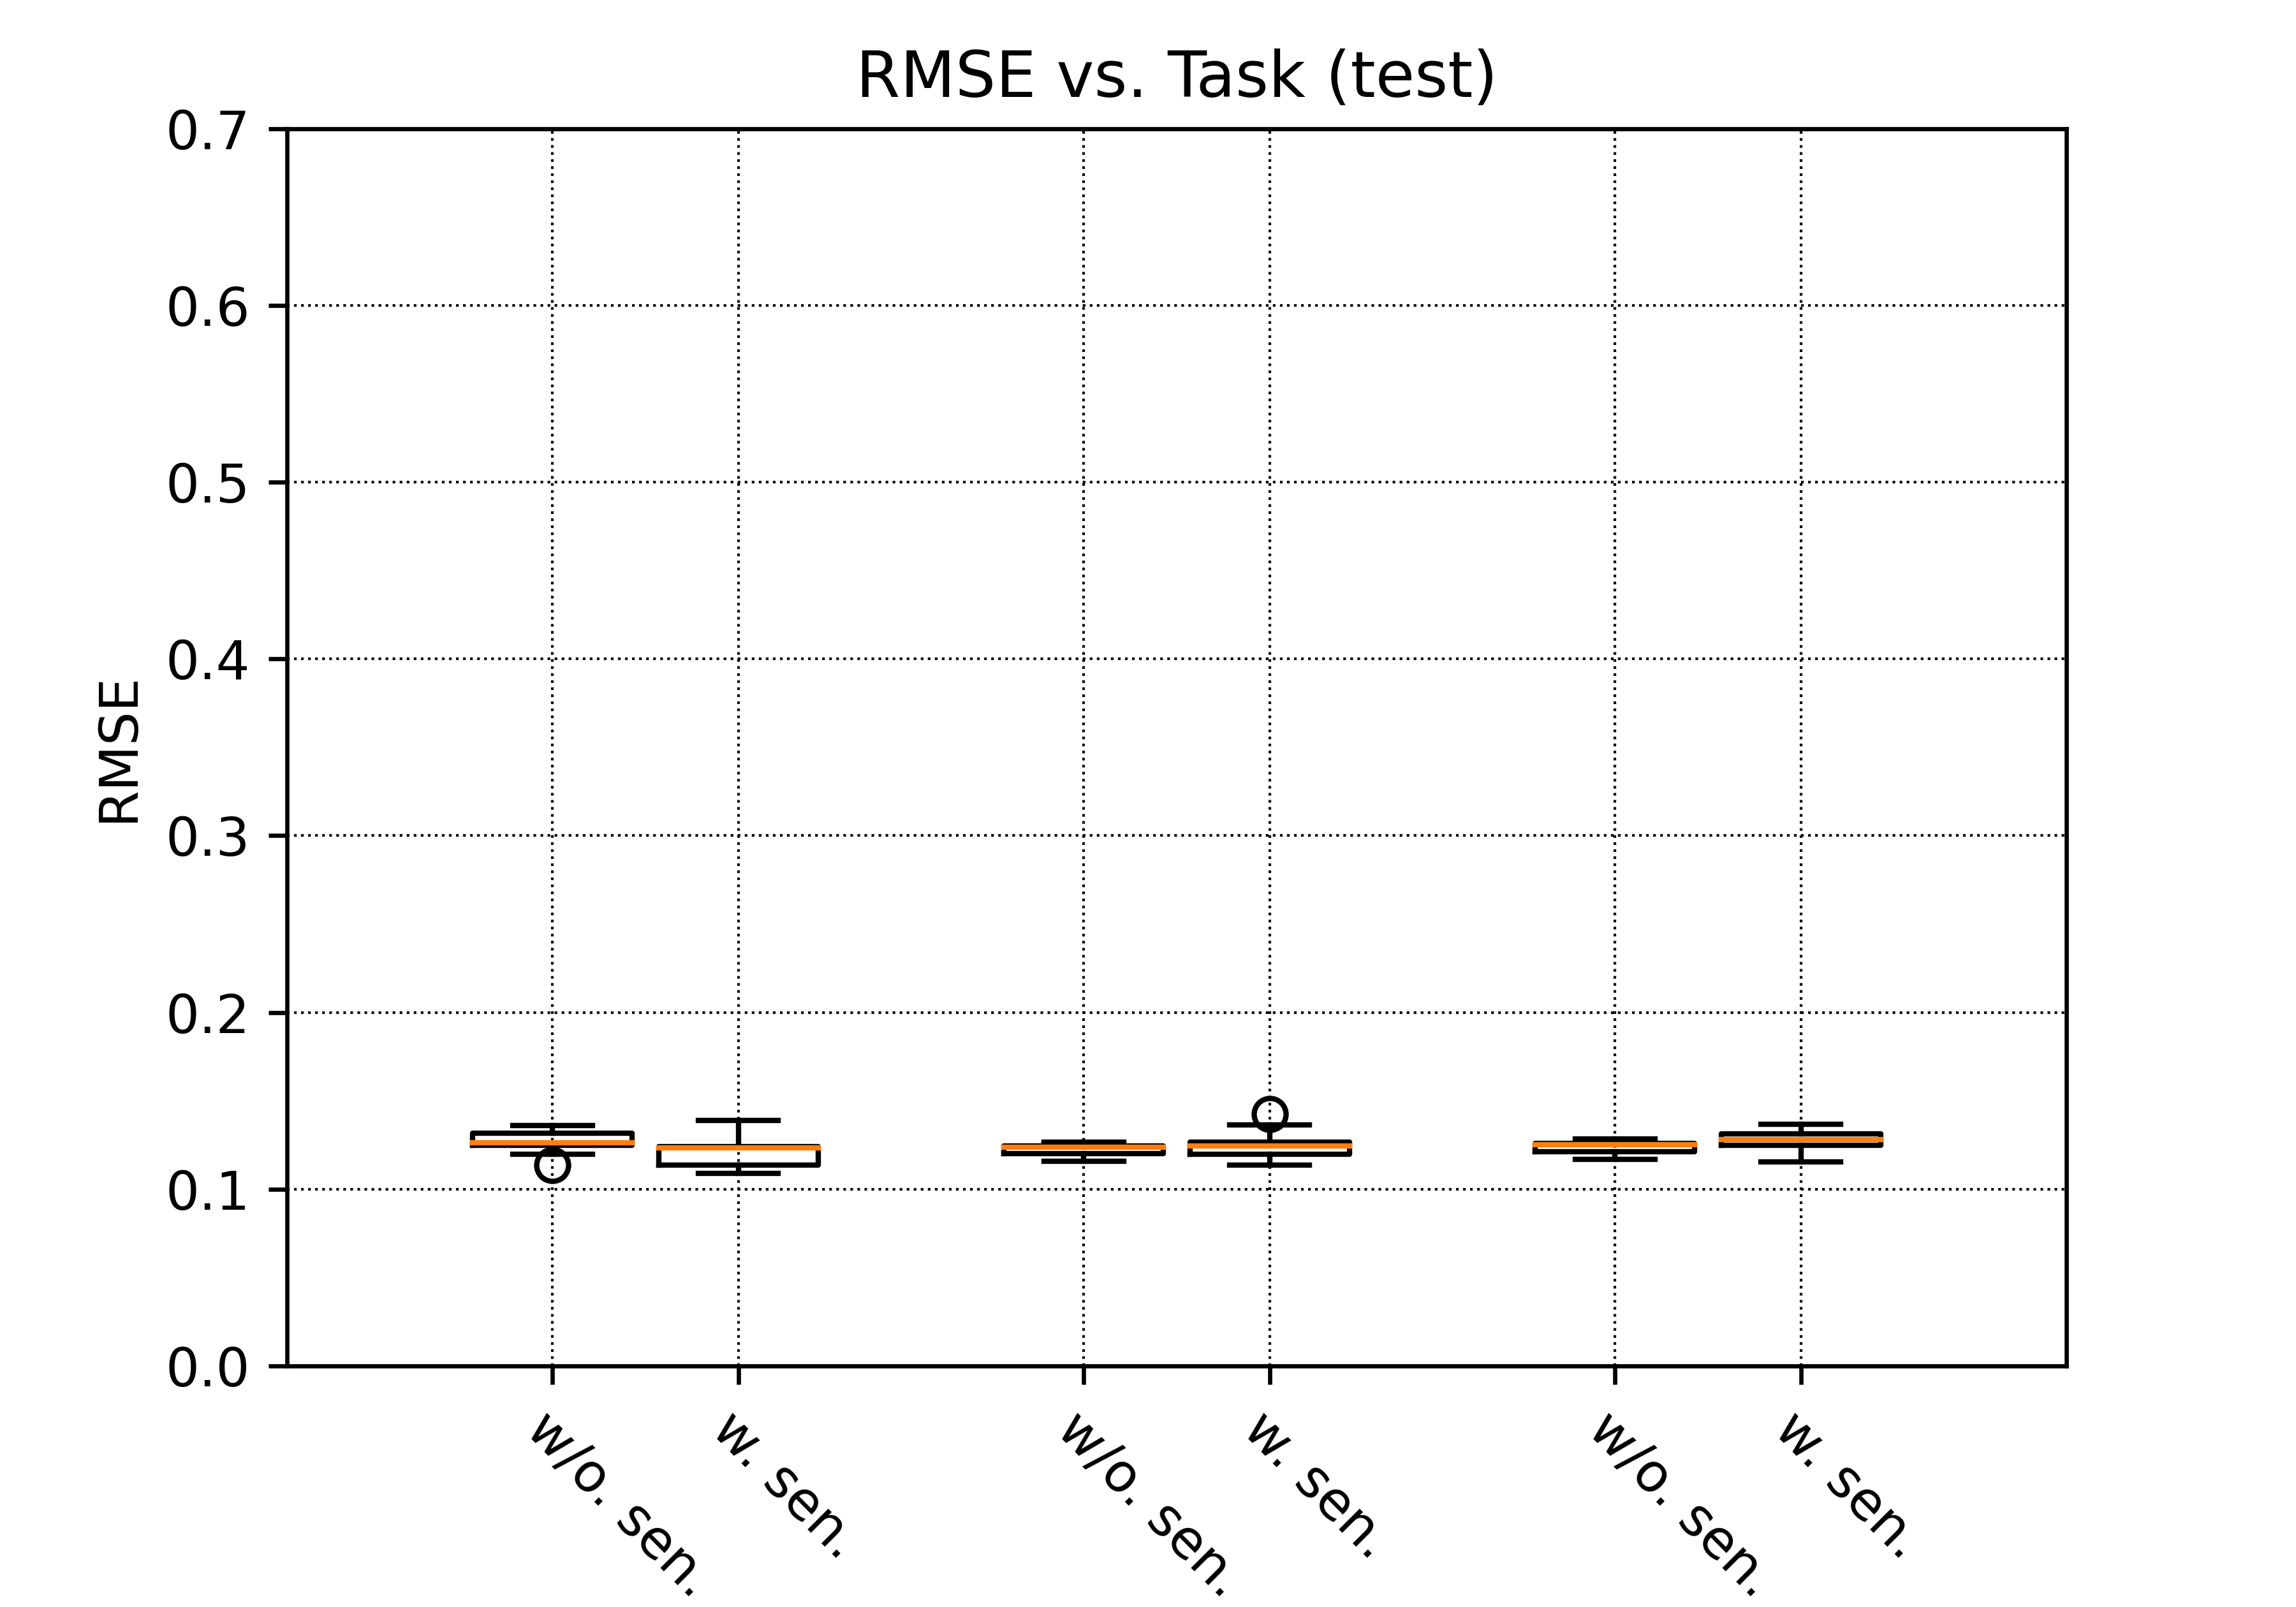 RMSE vs. Task (test)
0.7
0.6
0.5
0.4
0.3
0.2
0.1
0.0
RMSE
w/o. sen.
w. sen.
w/o. sen.
w. sen.
w/o. sen.
w. sen.